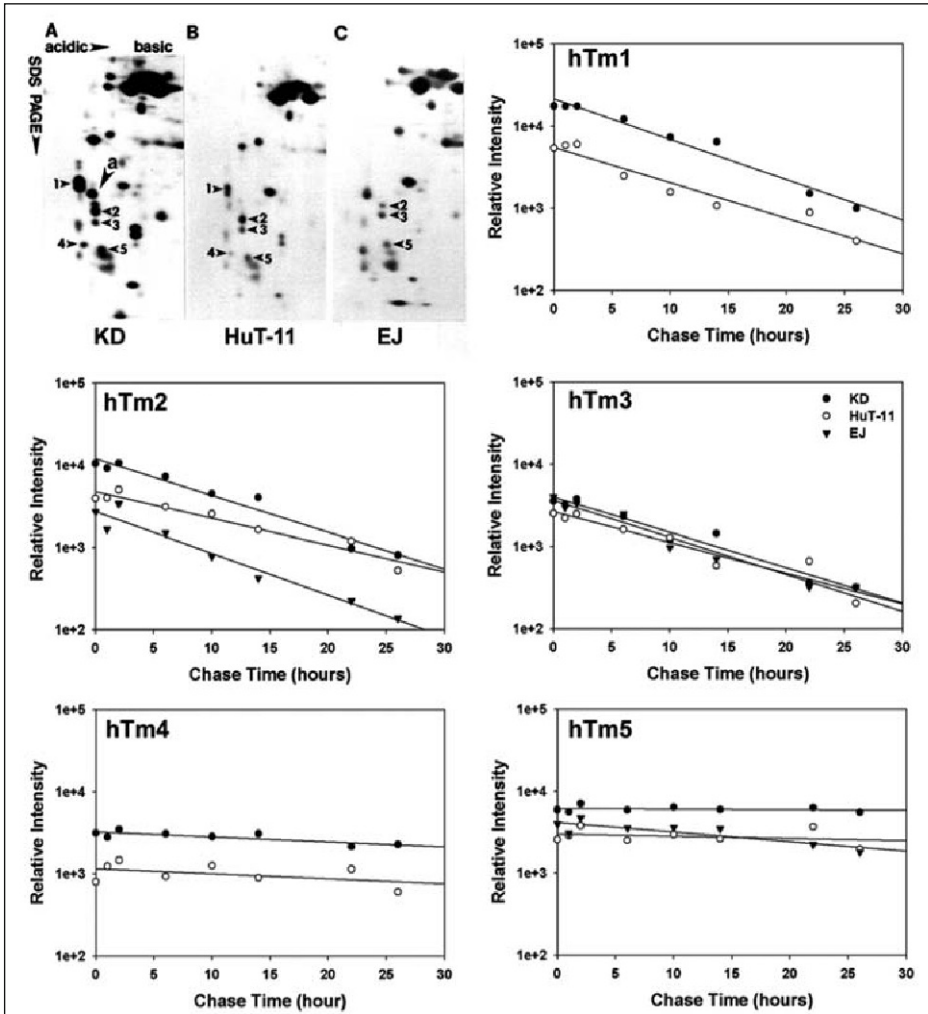 A
acidic
basic
SDS PAGE
a
1
2
3
4
5
KD
B
1
2
3
4
5
HuT-11
C
2
3
5
EJ
hTm1
Relative Intensity
1e+5
1e+4
1e+3
1e+2
0 5 10 15 20 25 30
Chase Time (hours)
hTm2
Relative Intensity
1e+5
1e+4
1e+3
1e+2
0 5 10 15 20 25 30
Chase Time (hours)
hTm3
KD
HuT-11
EJ
Relative Intensity
1e+5
1e+4
1e+3
1e+2
0 5 10 15 20 25 30
Chase Time (hours)
hTm4
Relative Intensity
1e+5
1e+4
1e+3
1e+2
0 5 10 15 20 25 30
Chase Time (hour)
hTm5
Relative Intensity
1e+5
1e+4
1e+3
1e+2
0 5 10 15 20 25 30
Chase Time (hours)